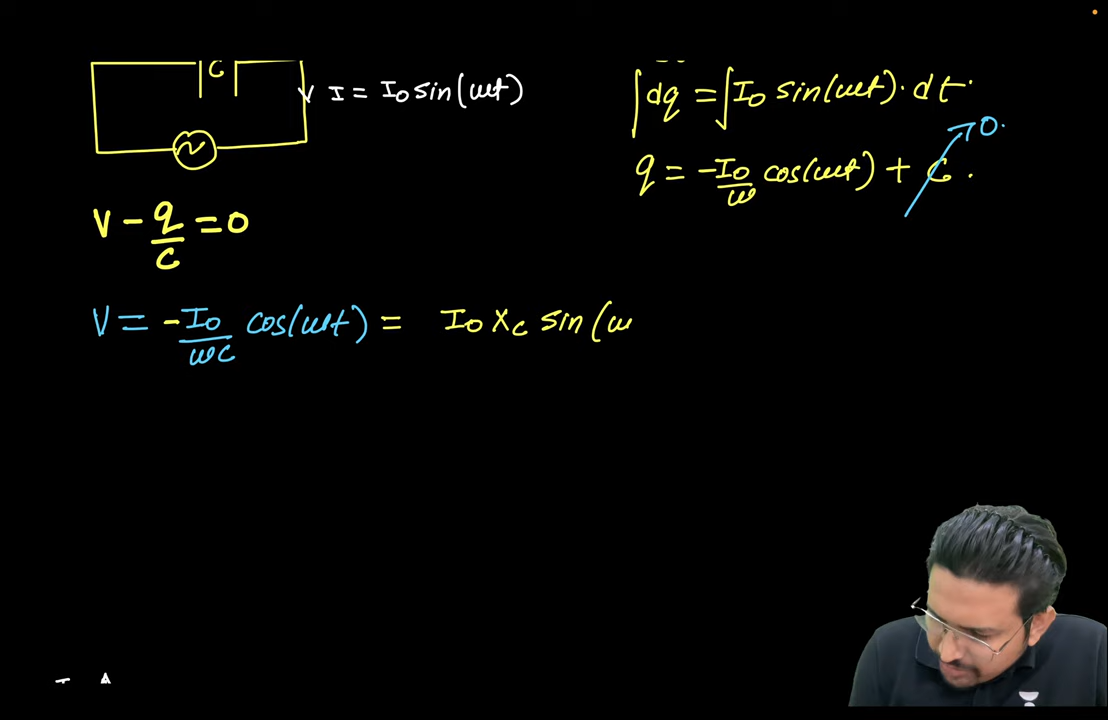 C
I = I₀ sin(ωt)
V - q/C = 0
V = -I₀/ωC cos(ωt) = I₀ X_C sin(ω
∫dq = ∫I₀ sin(ωt)·dt
q = -I₀/ω cos(ωt) + C.
0.